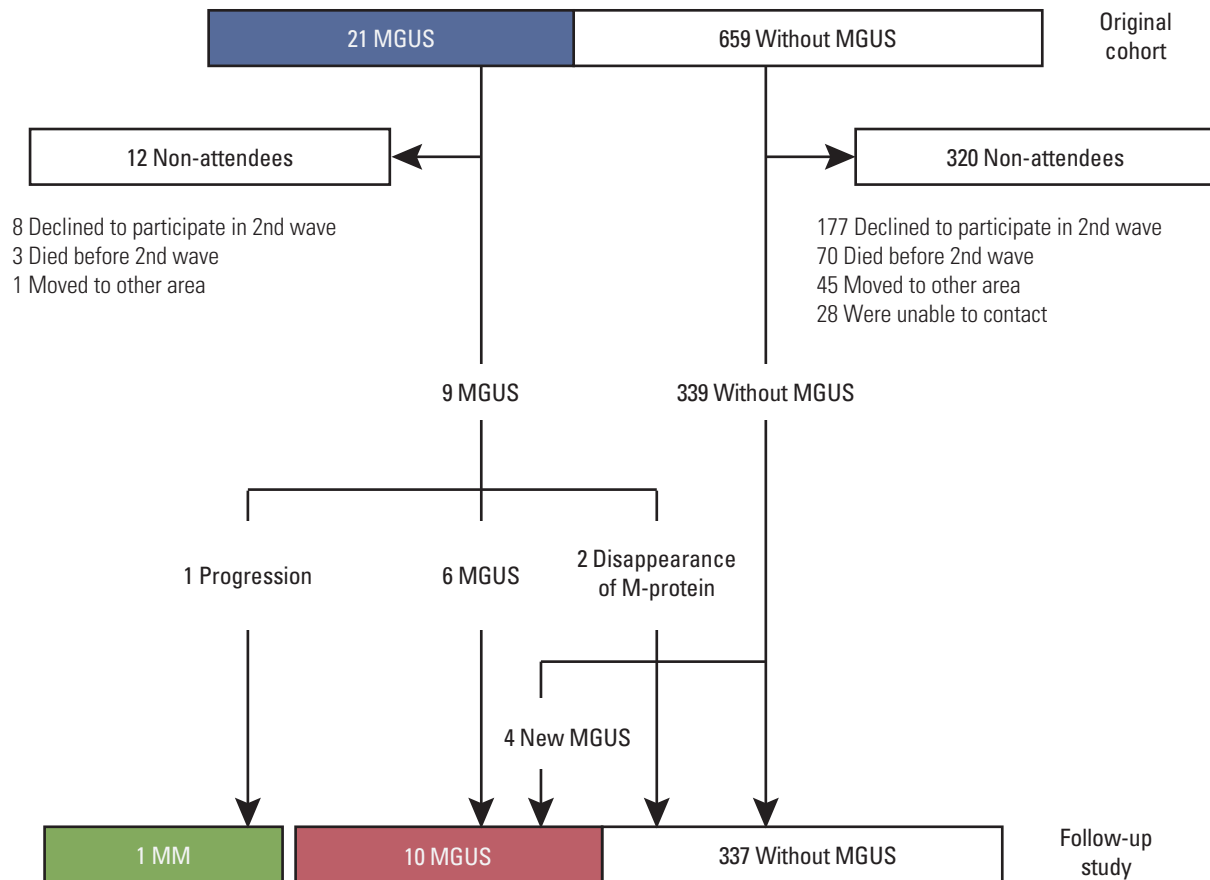 21 MGUS
659 Without MGUS
Original
cohort
12 Non-attendees
320 Non-attendees
8 Declined to participate in 2nd wave
3 Died before 2nd wave
1 Moved to other area
177 Declined to participate in 2nd wave
70 Died before 2nd wave
45 Moved to other area
28 Were unable to contact
9 MGUS
339 Without MGUS
1 Progression
6 MGUS
2 Disappearance
of M-protein
4 New MGUS
1 MM
10 MGUS
337 Without MGUS
Follow-up
study